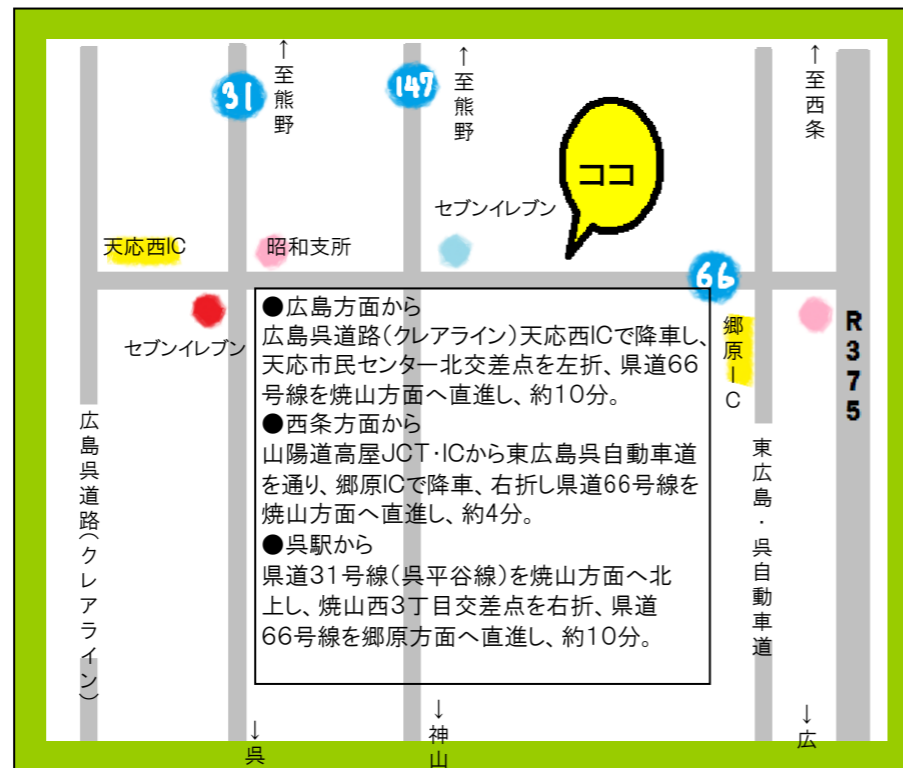 ↑至熊野
↑至熊野
↑至西条
31
147
ココ
セブンイレブン
天応西IC
昭和支所
66
セブンイレブン
郷原IC
R375
●広島方面から
広島呉道路(クレアライン)天応西ICで降車し、
天応市民センター北交差点を左折、県道66
号線を焼山方面へ直進し、約10分。
●西条方面から
山陽道高屋JCT・ICから東広島呉自動車道
を通り、郷原ICで降車、右折し県道66号線を
焼山方面へ直進し、約4分。
●呉駅から
県道31号線(呉平谷線)を焼山方面へ北
上し、焼山西3丁目交差点を右折、県道
66号線を郷原方面へ直進し、約10分。
広島呉道路(クレアライン)
東広島・呉自動車道
↓呉
↓神山
↓広